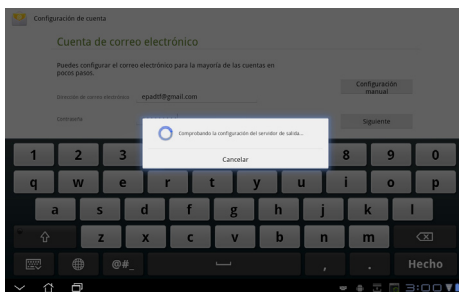 Configuración de cuenta
Cuenta de correo electrónico
Puedes configurar el correo electrónico para la mayoría de las cuentas en
pocos pasos.
Configuración
manual
Dirección de correo electrónico epadtf@gmail.com
Contraseña
Siguiente
Comprobando la configuración del servidor de salida...
Cancelar
1 2 3 8 9 0
q w e r t y u i o p
a s d f g h j k l
z x c v b n m
@#_ , . Hecho
3:00